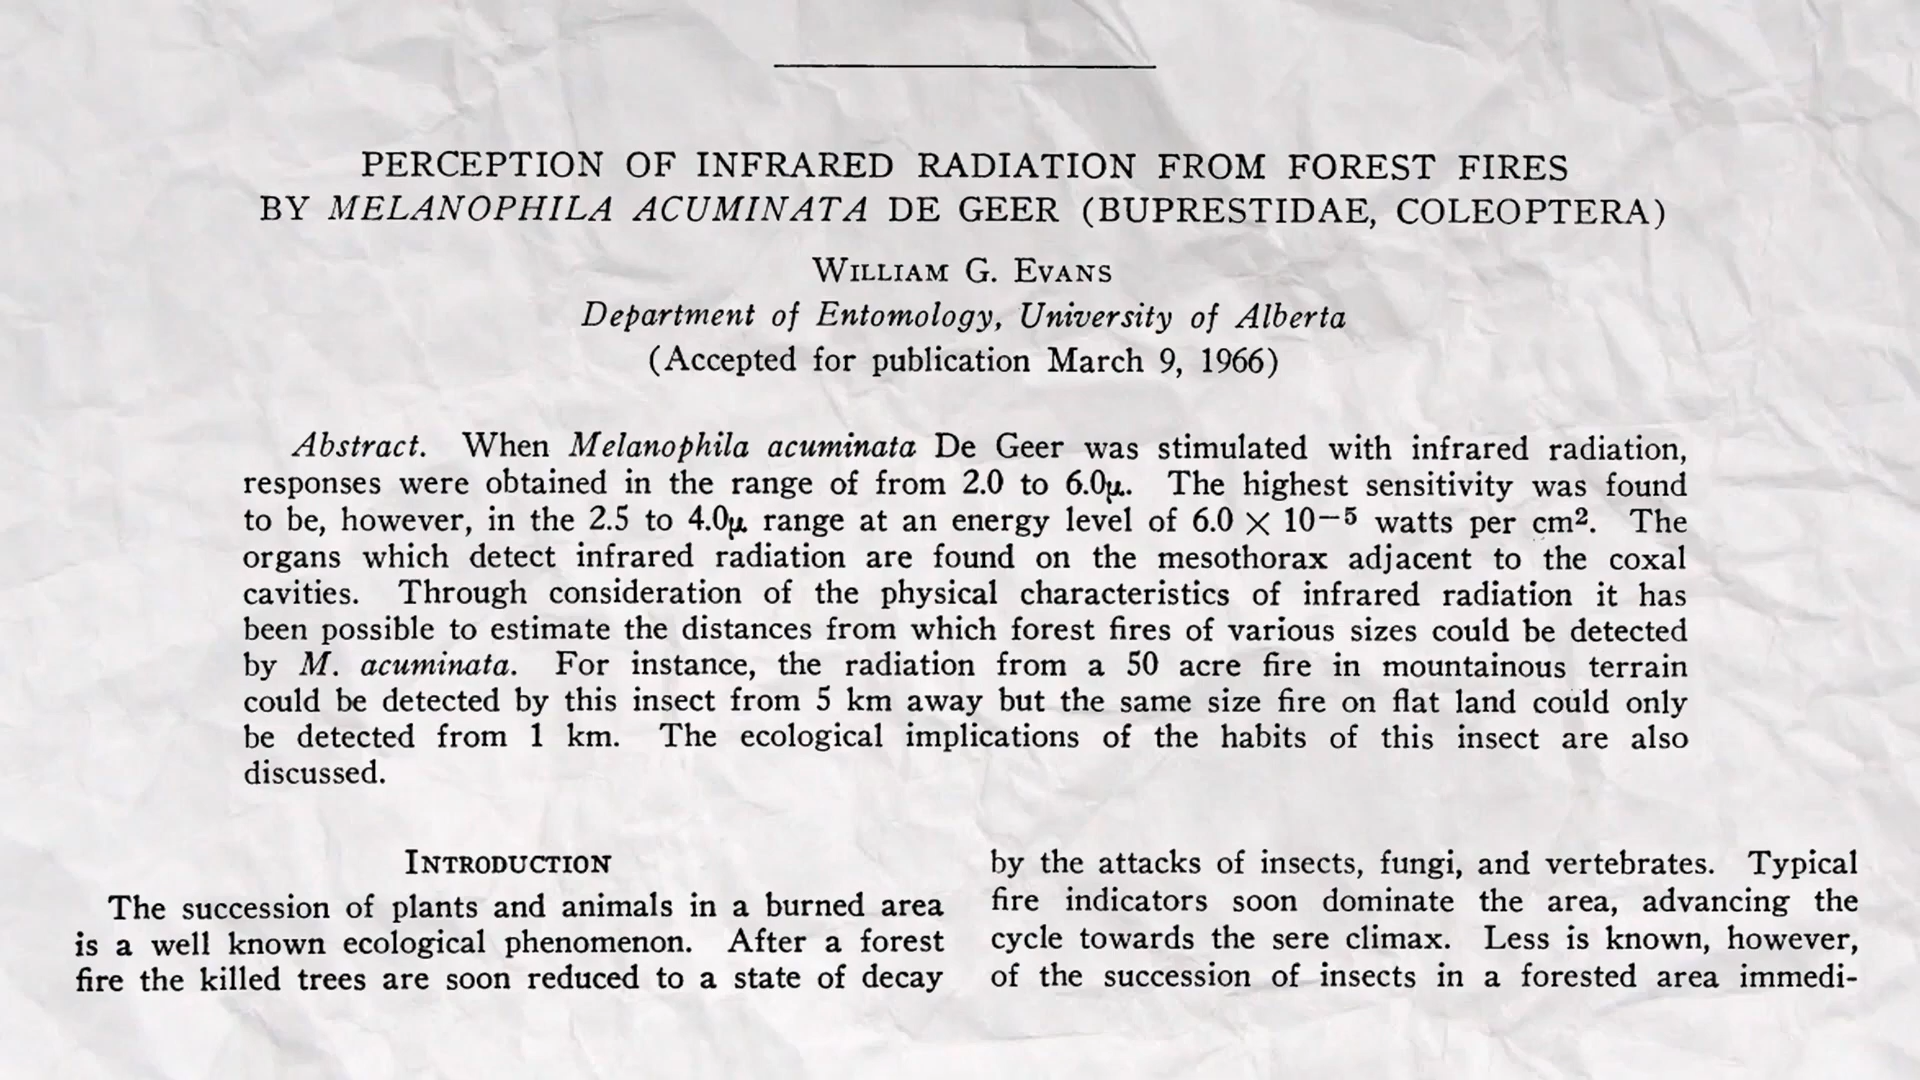 PERCEPTION OF INFRARED RADIATION FROM FOREST FIRES
BY MELANOPHILA ACUMINATA DE GEER (BUPRESTIDAE, COLEOPTERA)
WILLIAM G. EVANS
Department of Entomology, University of Alberta
(Accepted for publication March 9, 1966)
Abstract. When Melanophila acuminata De Geer was stimulated with infrared radiation,
responses were obtained in the range of from 2.0 to 6.0μ. The highest sensitivity was found
to be, however, in the 2.5 to 4.0μ range at an energy level of 6.0 × 10−5 watts per cm². The
organs which detect infrared radiation are found on the mesothorax adjacent to the coxal
cavities. Through consideration of the physical characteristics of infrared radiation it has
been possible to estimate the distances from which forest fires of various sizes could be detected
by M. acuminata. For instance, the radiation from a 50 acre fire in mountainous terrain
could be detected by this insect from 5 km away but the same size fire on flat land could only
be detected from 1 km. The ecological implications of the habits of this insect are also
discussed.
INTRODUCTION
The succession of plants and animals in a burned area
is a well known ecological phenomenon. After a forest
fire the killed trees are soon reduced to a state of decay
by the attacks of insects, fungi, and vertebrates. Typical
fire indicators soon dominate the area, advancing the
cycle towards the sere climax. Less is known, however,
of the succession of insects in a forested area immedi-